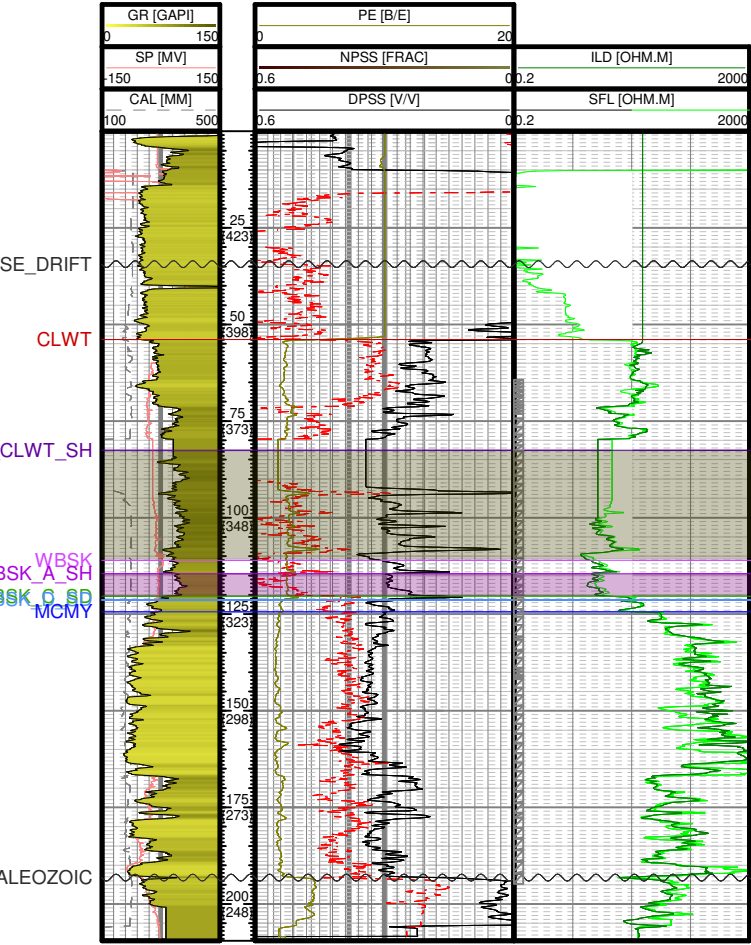 GR [GAPI]
0 150
SP [MV]
-150 150
CAL [MM]
100 500
PE [B/E]
0 20
NPSS [FRAC]
0.6 0
DPSS [V/V]
0.6 0
ILD [OHM.M]
0.2 2000
SFL [OHM.M]
0.2 2000
25
(423)
SE_DRIFT
50
(398)
CLWT
75
(373)
CLWT_SH
100
(348)
WBSK
BSK_A_SH
BSK_C_SD
125
MCMY
(323)
150
(298)
175
(273)
ALEOZOIC
200
(248)